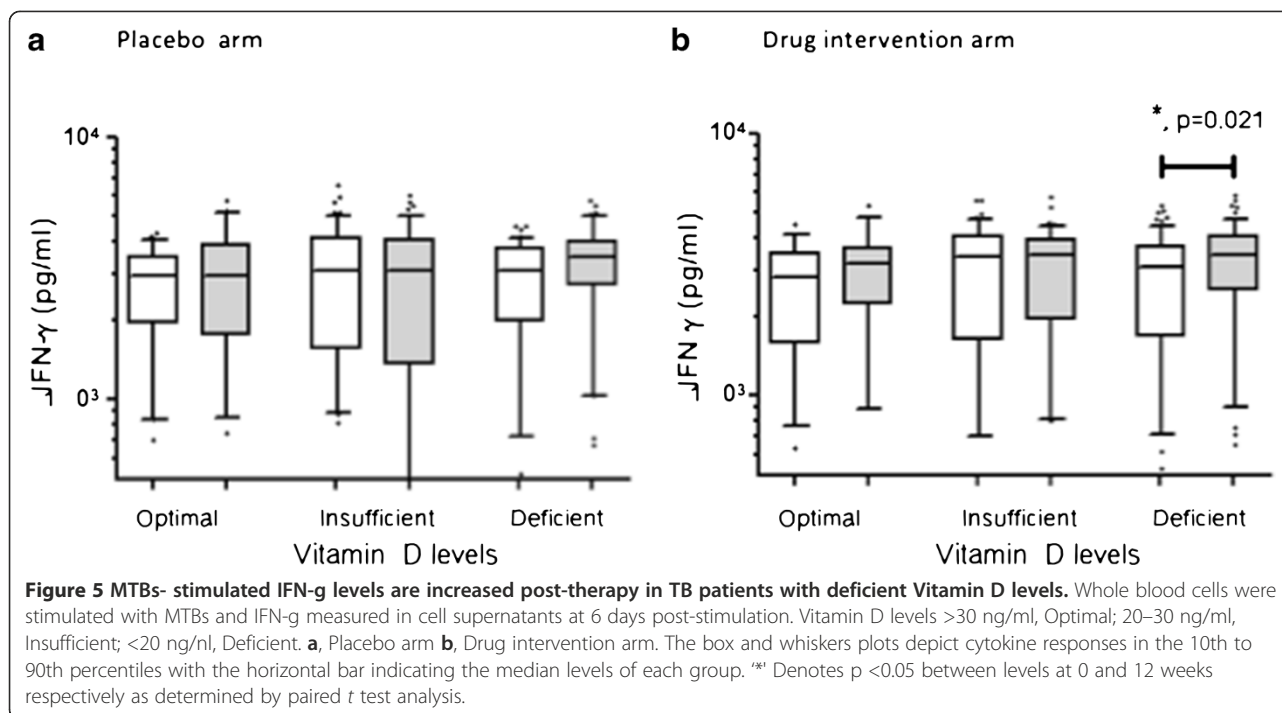 a Placebo arm
b Drug intervention arm
*, p=0.021
10⁴
10⁴
IFN-γ (pg/ml)
IFN γ (pg/ml)
0³
0³
Optimal Insufficient Deficient
Optimal Insufficient Deficient
Vitamin D levels
Vitamin D levels
Figure 5 MTBs- stimulated IFN-g levels are increased post-therapy in TB patients with deficient Vitamin D levels. Whole blood cells were
stimulated with MTBs and IFN-g measured in cell supernatants at 6 days post-stimulation. Vitamin D levels >30 ng/ml, Optimal; 20–30 ng/ml,
Insufficient; <20 ng/nl, Deficient. a, Placebo arm b, Drug intervention arm. The box and whiskers plots depict cytokine responses in the 10th to
90th percentiles with the horizontal bar indicating the median levels of each group. '*' Denotes p <0.05 between levels at 0 and 12 weeks
respectively as determined by paired t test analysis.